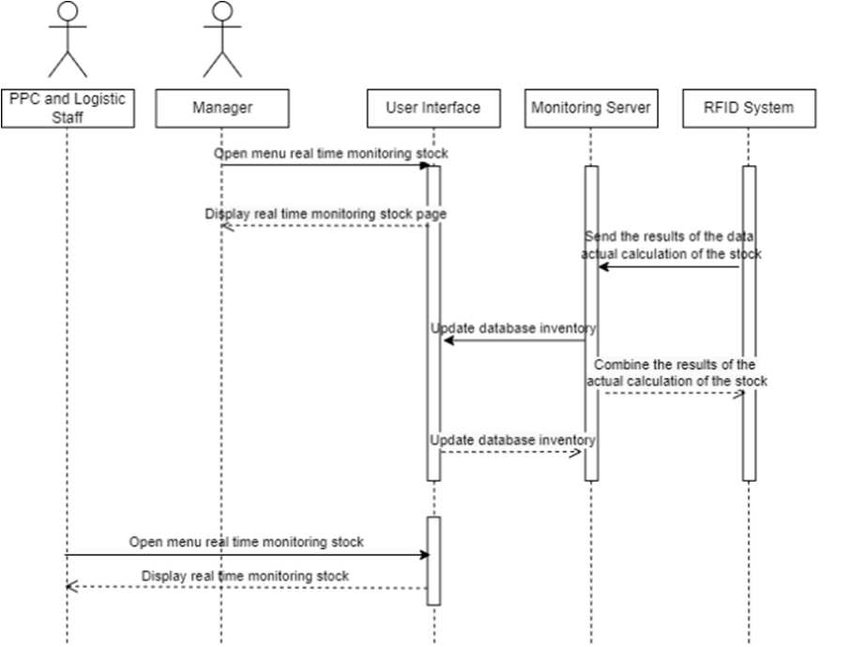 PPC and Logistic
Staff
Manager
User Interface
Monitoring Server
RFID System
Open menu real time monitoring stock
Display real time monitoring stock page
Send the results of the data
actual calculation of the stock
Update database inventory
Combine the results of the
actual calculation of the stock
Update database inventory
Open menu real time monitoring stock
Display real time monitoring stock